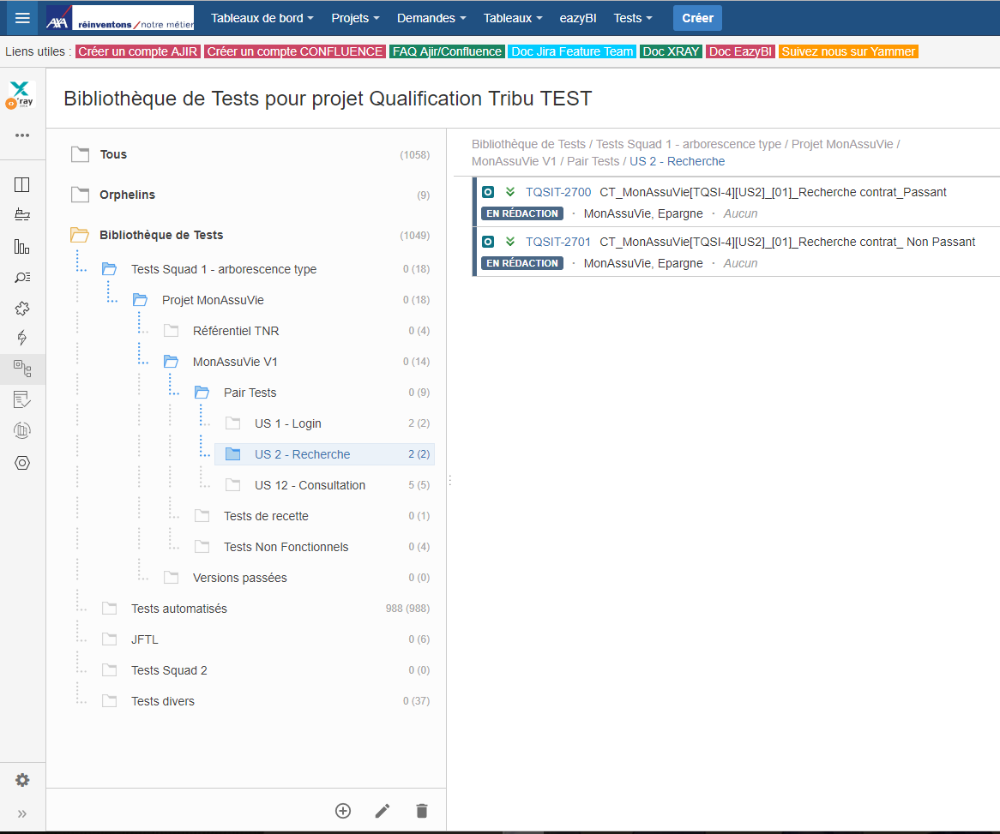 AXA réinventons / notre métier Tableaux de bord Projets Demandes Tableaux eazyBI Tests Créer
Liens utiles : Créer un compte AJIR Créer un compte CONFLUENCE FAQ Ajir/Confluence Doc Jira Feature Team Doc XRAY Doc EazyBI Suivez nous sur Yammer
X'ray
Bibliothèque de Tests pour projet Qualification Tribu TEST
Tous (1058)
Orphelins (9)
Bibliothèque de Tests (1049)
Tests Squad 1 - arborescence type 0 (18)
Projet MonAssuVie 0 (18)
Référentiel TNR 0 (4)
MonAssuVie V1 0 (14)
Pair Tests 0 (9)
US 1 - Login 2 (2)
US 2 - Recherche 2 (2)
US 12 - Consultation 5 (5)
Tests de recette 0 (1)
Tests Non Fonctionnels 0 (4)
Versions passées 0 (0)
Tests automatisés 988 (988)
JFTL 0 (6)
Tests Squad 2 0 (0)
Tests divers 0 (37)
Bibliothèque de Tests / Tests Squad 1 - arborescence type / Projet MonAssuVie /
MonAssuVie V1 / Pair Tests / US 2 - Recherche
TQSIT-2700 CT_MonAssuVie[TQSI-4][US2]_[01]_Recherche contrat_Passant
EN RÉDACTION · MonAssuVie, Epargne · Aucun
TQSIT-2701 CT_MonAssuVie[TQSI-4][US2]_[01]_Recherche contrat_ Non Passant
EN RÉDACTION · MonAssuVie, Epargne · Aucun